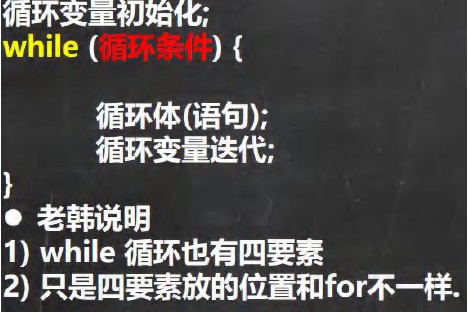 循环变量初始化;
while (循环条件) {
循环体(语句);
循环变量迭代;
}
● 老韩说明
1) while 循环也有四要素
2) 只是四要素放的位置和for不一样.